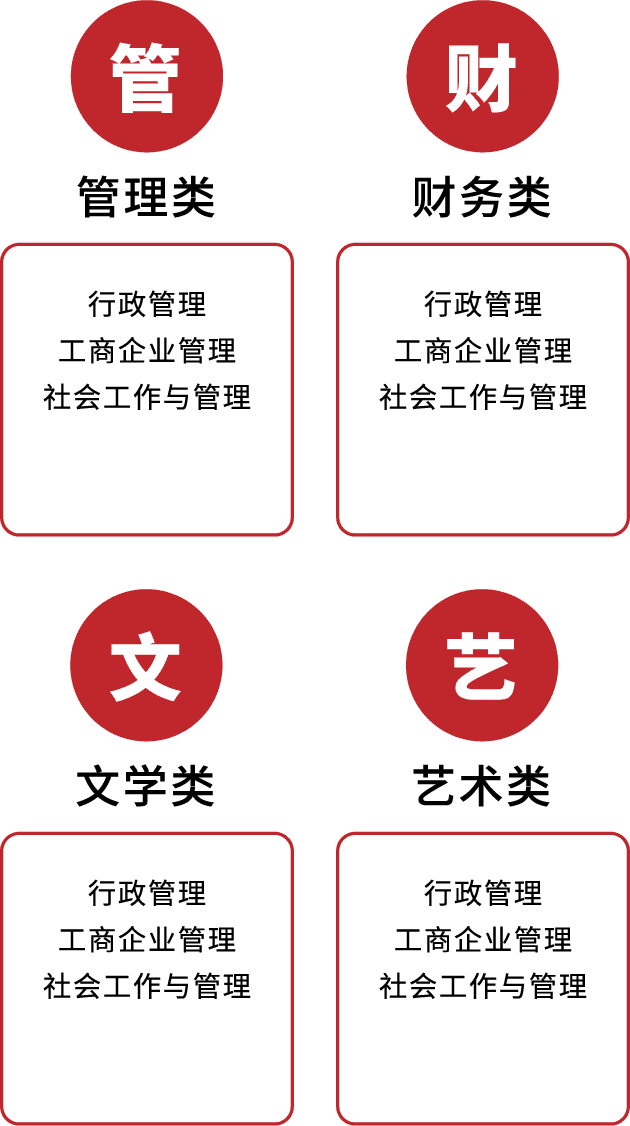 管
管理类
行政管理
工商企业管理
社会工作与管理
财
财务类
行政管理
工商企业管理
社会工作与管理
文
文学类
行政管理
工商企业管理
社会工作与管理
艺
艺术类
行政管理
工商企业管理
社会工作与管理